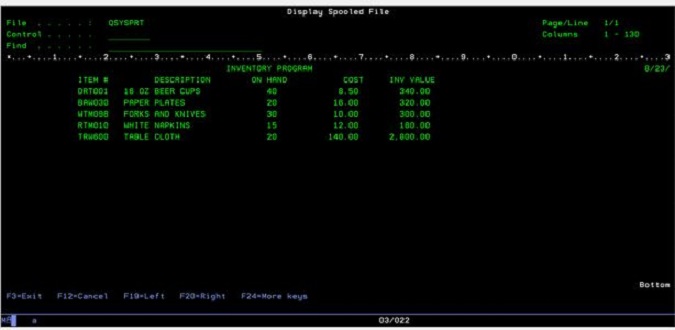 Display Spooled File
File . . . . . : QSYSPRT Page/Line 1/1
Control . . . . . Columns 1 - 130
Find . . . . . .
*...+....1....+....2....+....3....+....4....+....5....+....6....+....7....+....8....+....9....+....0....+....1....+....2....+....3
INVENTORY PROGRAM 8/23/
ITEM # DESCRIPTION ON HAND COST INV VALUE
DRT001 16 OZ BEER CUPS 40 8.50 340.00
BAW030 PAPER PLATES 20 16.00 320.00
WTM098 FORKS AND KNIVES 30 10.00 300.00
RTM010 WHITE NAPKINS 15 12.00 180.00
TRW600 TABLE CLOTH 20 140.00 2,800.00
Bottom
F3=Exit F12=Cancel F19=Left F20=Right F24=More keys
a 03/022